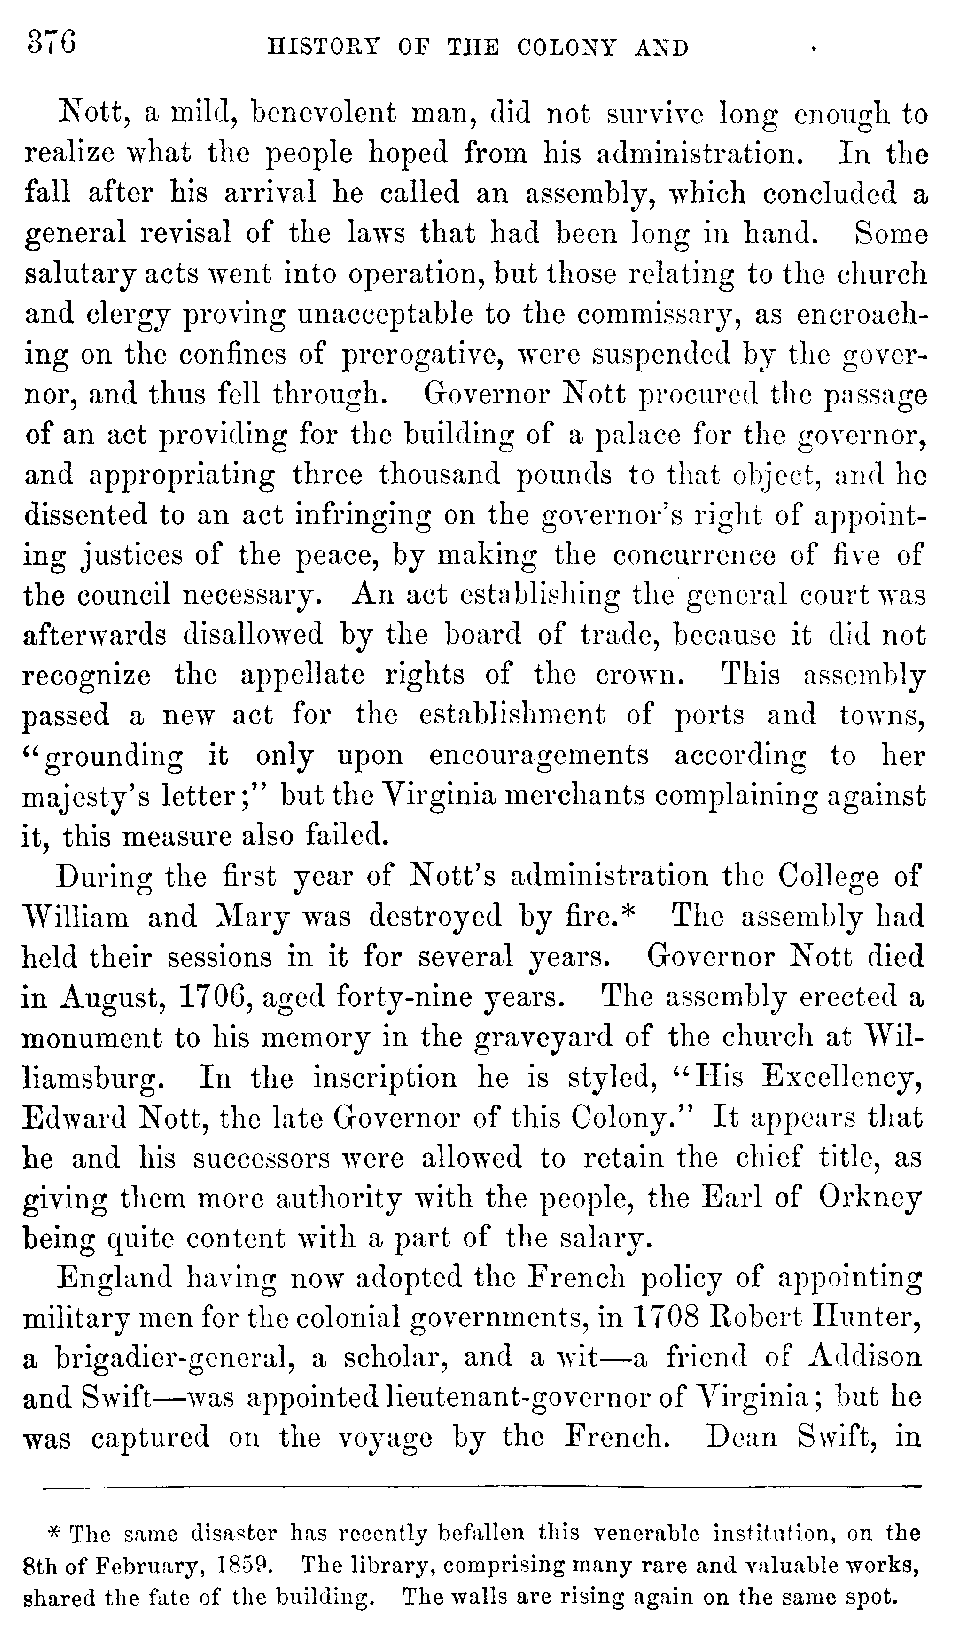 376 HISTORY OF THE COLONY AND
Nott, a mild, benevolent man, did not survive long enough to
realize what the people hoped from his administration. In the
fall after his arrival he called an assembly, which concluded a
general revisal of the laws that had been long in hand. Some
salutary acts went into operation, but those relating to the church
and clergy proving unacceptable to the commissary, as encroach-
ing on the confines of prerogative, were suspended by the gover-
nor, and thus fell through. Governor Nott procured the passage
of an act providing for the building of a palace for the governor,
and appropriating three thousand pounds to that object, and he
dissented to an act infringing on the governor's right of appoint-
ing justices of the peace, by making the concurrence of five of
the council necessary. An act establishing the general court was
afterwards disallowed by the board of trade, because it did not
recognize the appellate rights of the crown. This assembly
passed a new act for the establishment of ports and towns,
"grounding it only upon encouragements according to her
majesty's letter;" but the Virginia merchants complaining against
it, this measure also failed.
During the first year of Nott's administration the College of
William and Mary was destroyed by fire.* The assembly had
held their sessions in it for several years. Governor Nott died
in August, 1706, aged forty-nine years. The assembly erected a
monument to his memory in the graveyard of the church at Wil-
liamsburg. In the inscription he is styled, "His Excellency,
Edward Nott, the late Governor of this Colony." It appears that
he and his successors were allowed to retain the chief title, as
giving them more authority with the people, the Earl of Orkney
being quite content with a part of the salary.
England having now adopted the French policy of appointing
military men for the colonial governments, in 1708 Robert Hunter,
a brigadier-general, a scholar, and a wit—a friend of Addison
and Swift—was appointed lieutenant-governor of Virginia; but he
was captured on the voyage by the French. Dean Swift, in
* The same disaster has recently befallen this venerable institution, on the
8th of February, 1859. The library, comprising many rare and valuable works,
shared the fate of the building. The walls are rising again on the same spot.